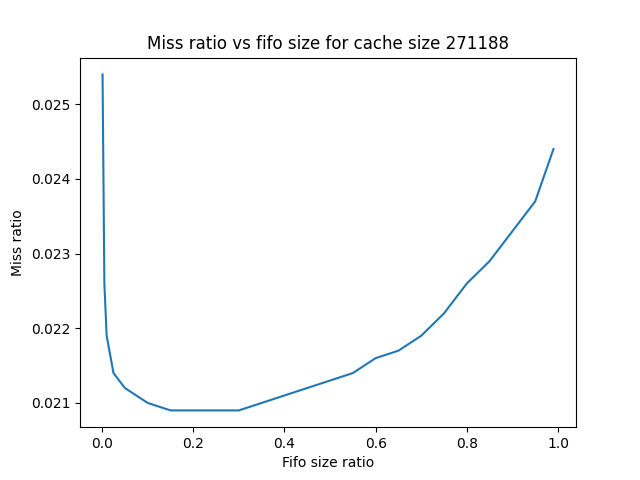 Miss ratio vs fifo size for cache size 271188
0.025
0.024
0.023
0.022
0.021
Miss ratio
0.0 0.2 0.4 0.6 0.8 1.0
Fifo size ratio